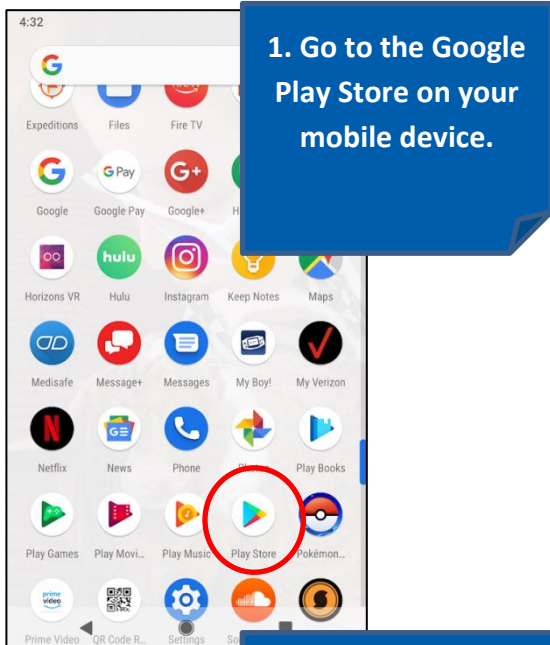 4:32
1. Go to the Google
Play Store on your
mobile device.
G
Expeditions Files Fire TV
G G Pay G+
Google Google Pay Google+
hulu
Horizons VR Hulu Instagram Keep Notes Maps
Medisafe Message+ Messages My Boy! My Verizon
N GE
Netflix News Phone Photos Play Books
Play Games Play Movi... Play Music Play Store Pokémon...
prime
video
Prime Video QR Code R... Settings